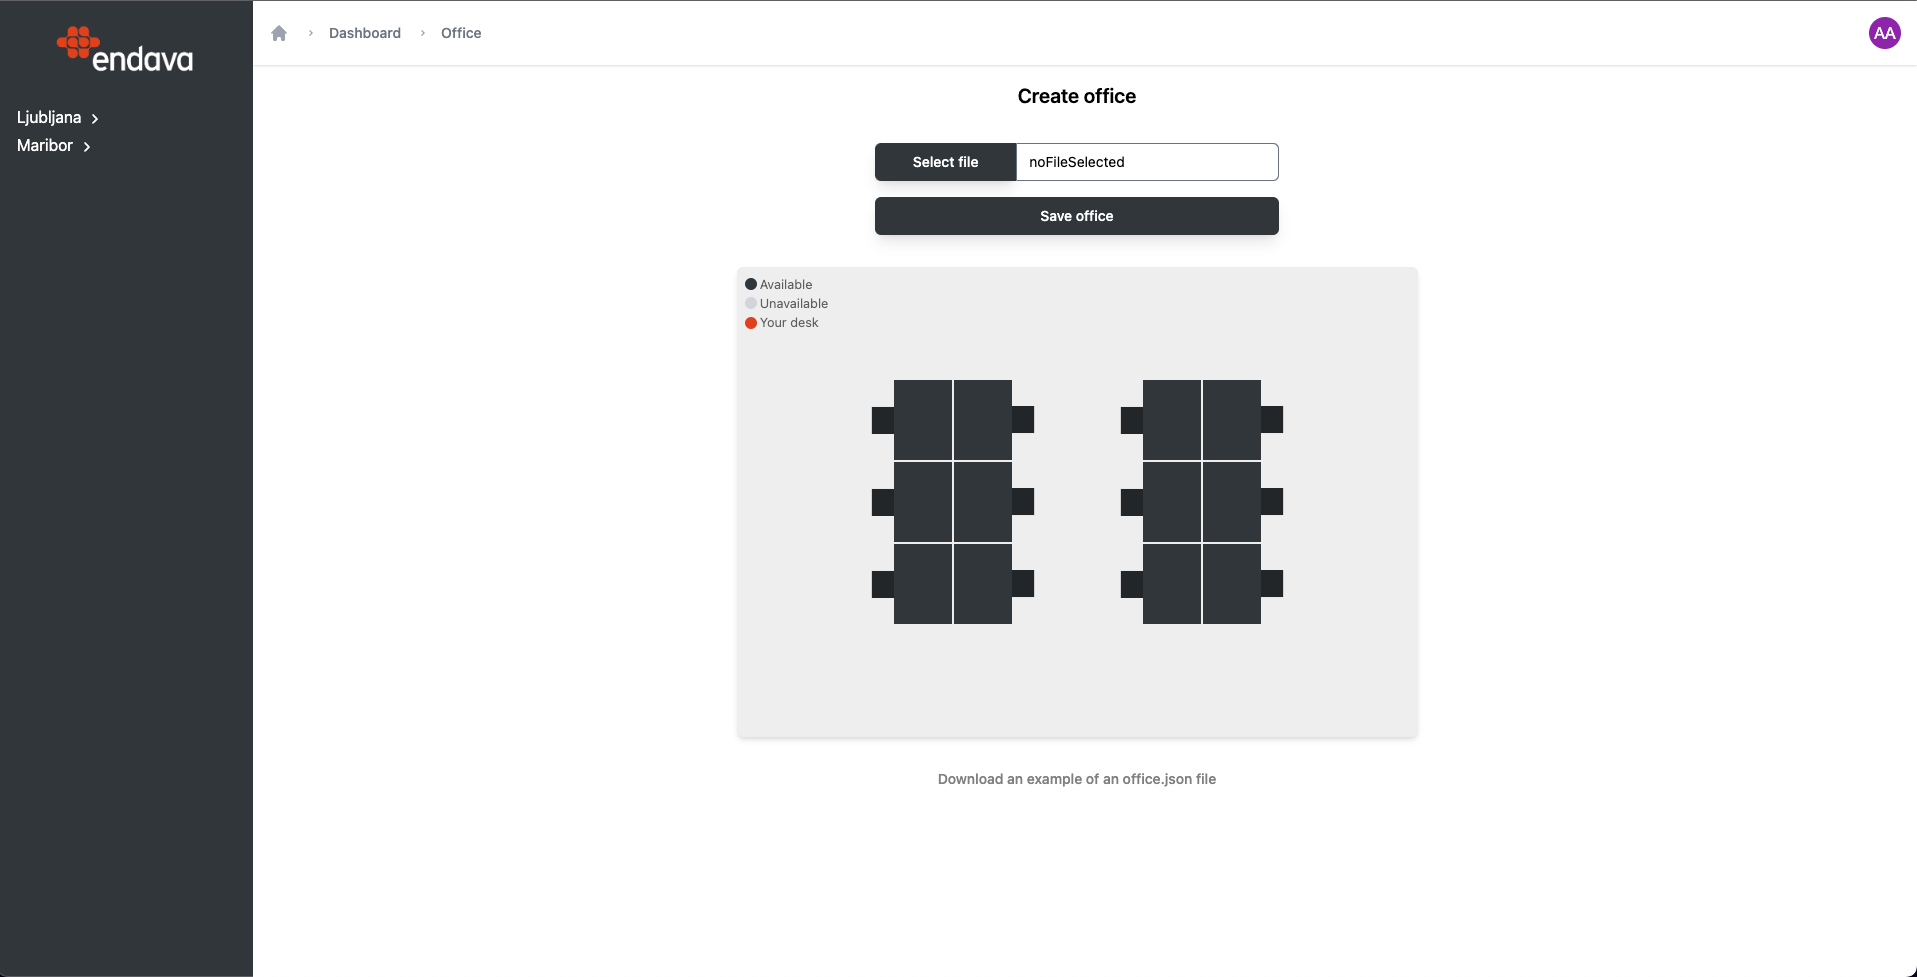 endava
Ljubljana
Maribor
Dashboard
Office
AA
Create office
Select file
noFileSelected
Save office
Available
Unavailable
Your desk
Download an example of an office.json file